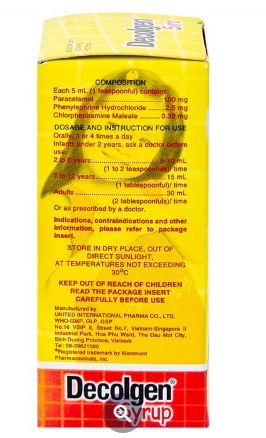 Decolgen®
COMPOSITION
Each 5 mL (1 teaspoonful) contains:
Paracetamol ........................ 100 mg
Phenylephrine Hydrochloride ....... 2.5 mg
Chlorpheniramine Maleate ....... 0.33 mg
DOSAGE AND INSTRUCTION FOR USE
Orally, 3 or 4 times a day
Infants under 2 years, ask a doctor before
use.
2 to 6 years ........................ 5-10 mL
(1 to 2 teaspoonsful)/ time
7 to 12 years ........................ 15 mL
(1 tablespoonful)/ time
Adults ........................ 30 mL
(2 tablespoonsful)/ time
Or as prescribed by a doctor.
Indications, contraindications and other
information, please refer to package
insert.
STORE IN DRY PLACE, OUT OF
DIRECT SUNLIGHT,
AT TEMPERATURES NOT EXCEEDING
30°C
KEEP OUT OF REACH OF CHILDREN
READ THE PACKAGE INSERT
CAREFULLY BEFORE USE
Manufactured by
UNITED INTERNATIONAL PHARMA CO., LTD.
WHO-GMP, GLP, GSP
No.16 VSIP II, Street No.7, Vietnam-Singapore II
Industrial Park, Hoa Phu Ward, Thu Dau Mot City,
Binh Duong Province, Vietnam
Tel: 08-39621000
®Registered trademark by Westmont
Pharmaceuticals, Inc.
Decolgen®
Syrup